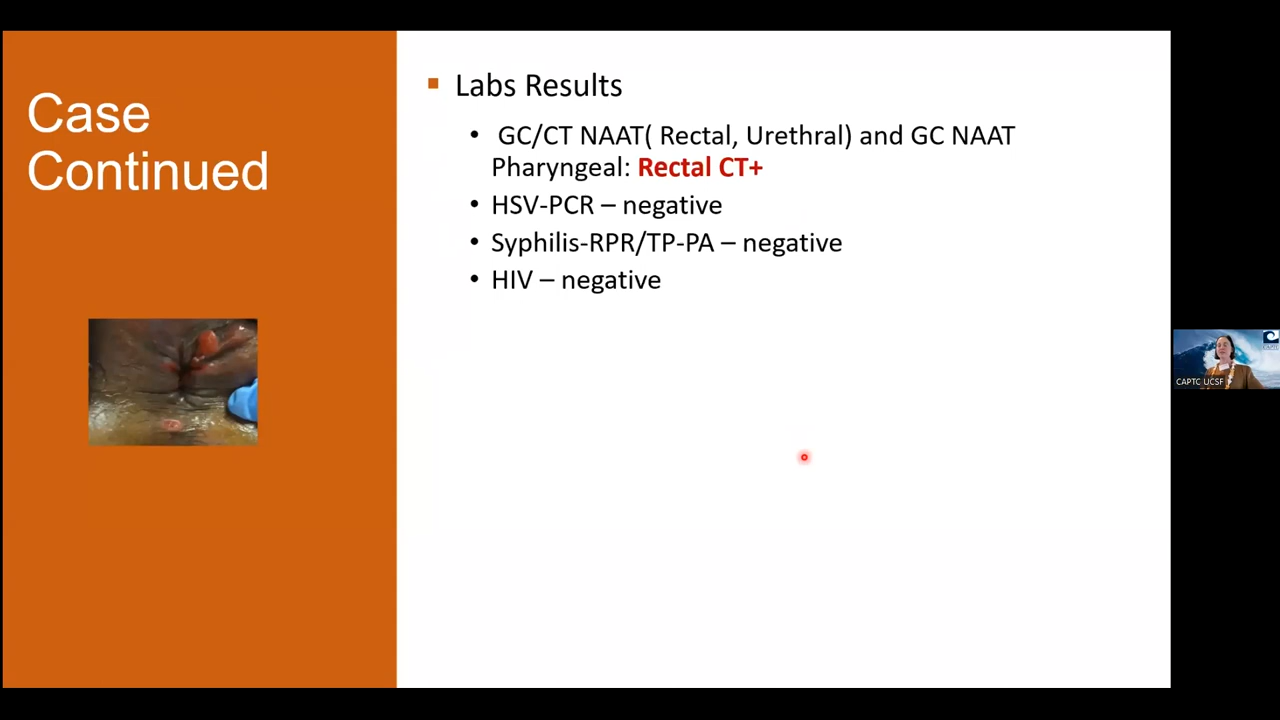 Case
Continued
Labs Results
GC/CT NAAT( Rectal, Urethral) and GC NAAT
Pharyngeal: Rectal CT+
HSV-PCR – negative
Syphilis-RPR/TP-PA – negative
HIV – negative
CAPTC UCSF